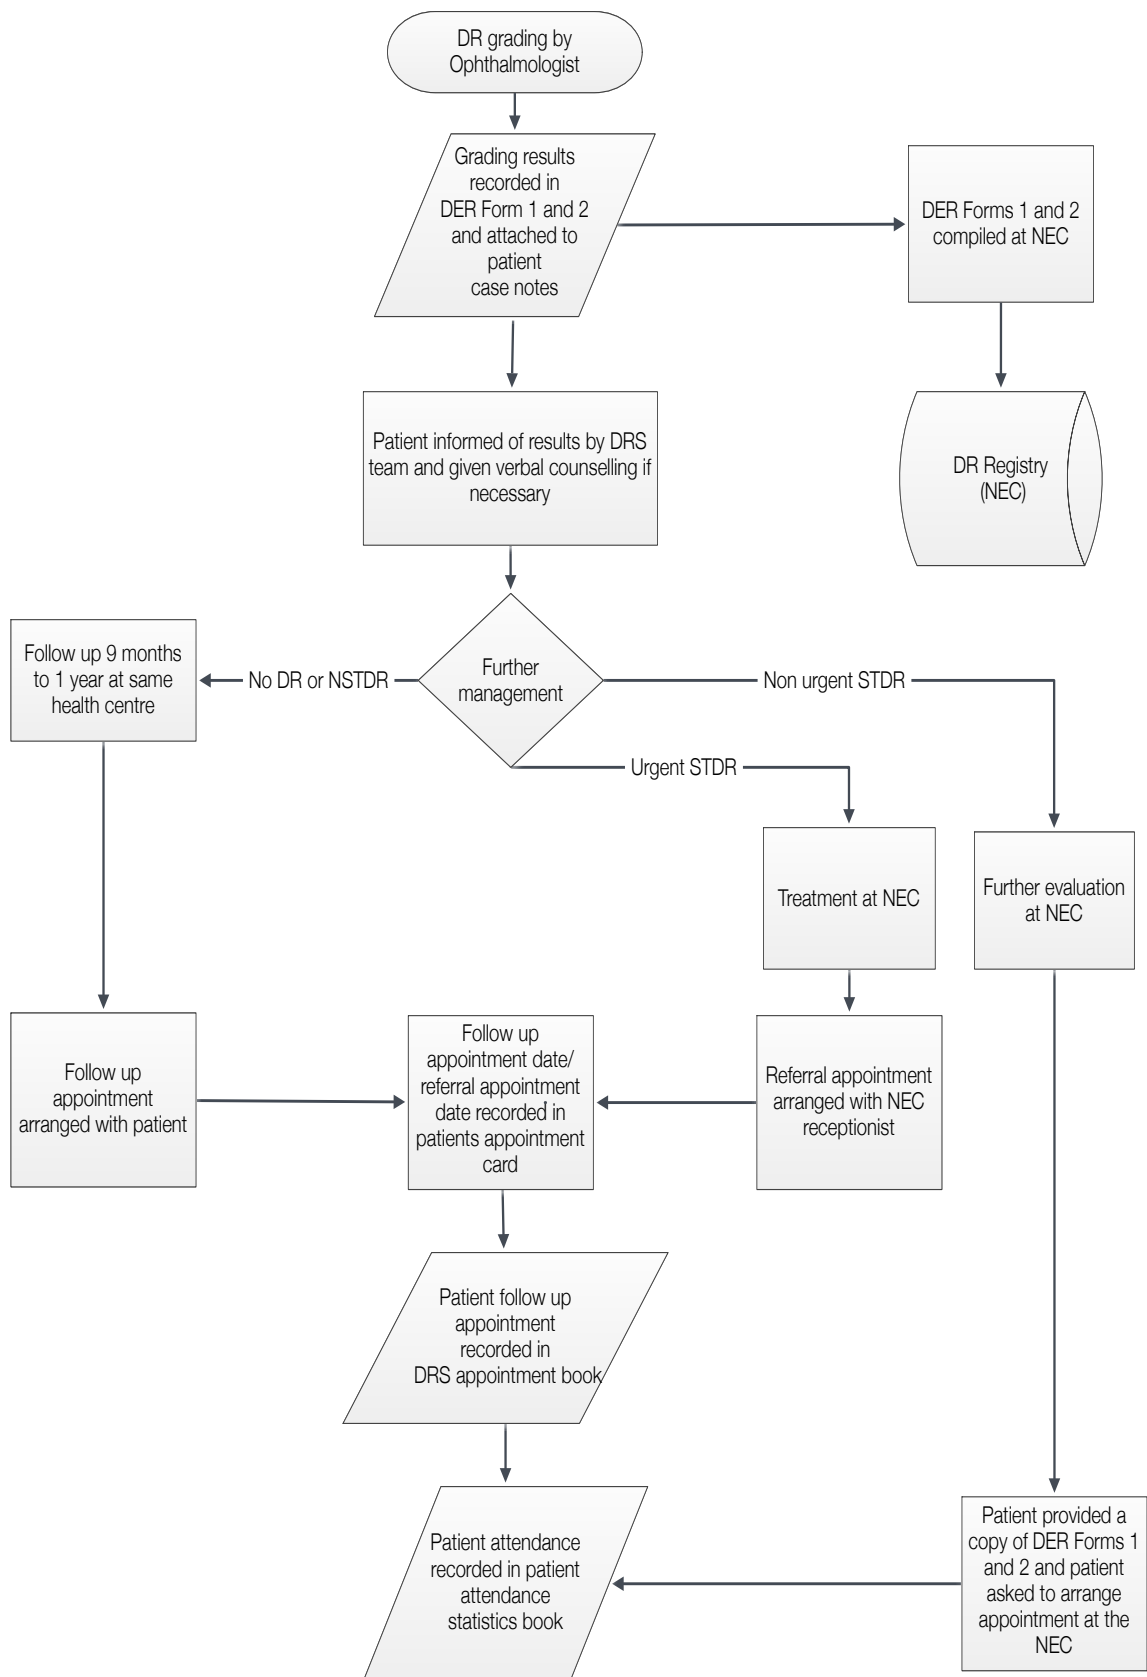 DR grading by
Ophthalmologist
Grading results
recorded in
DER Form 1 and 2
and attached to
patient
case notes
DER Forms 1 and 2
compiled at NEC
Patient informed of results by DRS
team and given verbal counselling if
necessary
DR Registry
(NEC)
Follow up 9 months
to 1 year at same
health centre
No DR or NSTDR
Further
management
Non urgent STDR
Urgent STDR
Treatment at NEC
Further evaluation
at NEC
Follow up
appointment
arranged with patient
Follow up
appointment date/
referral appointment
date recorded in
patients appointment
card
Referral appointment
arranged with NEC
receptionist
Patient follow up
appointment
recorded in
DRS appointment book
Patient attendance
recorded in patient
attendance
statistics book
Patient provided a
copy of DER Forms 1
and 2 and patient
asked to arrange
appointment at the
NEC